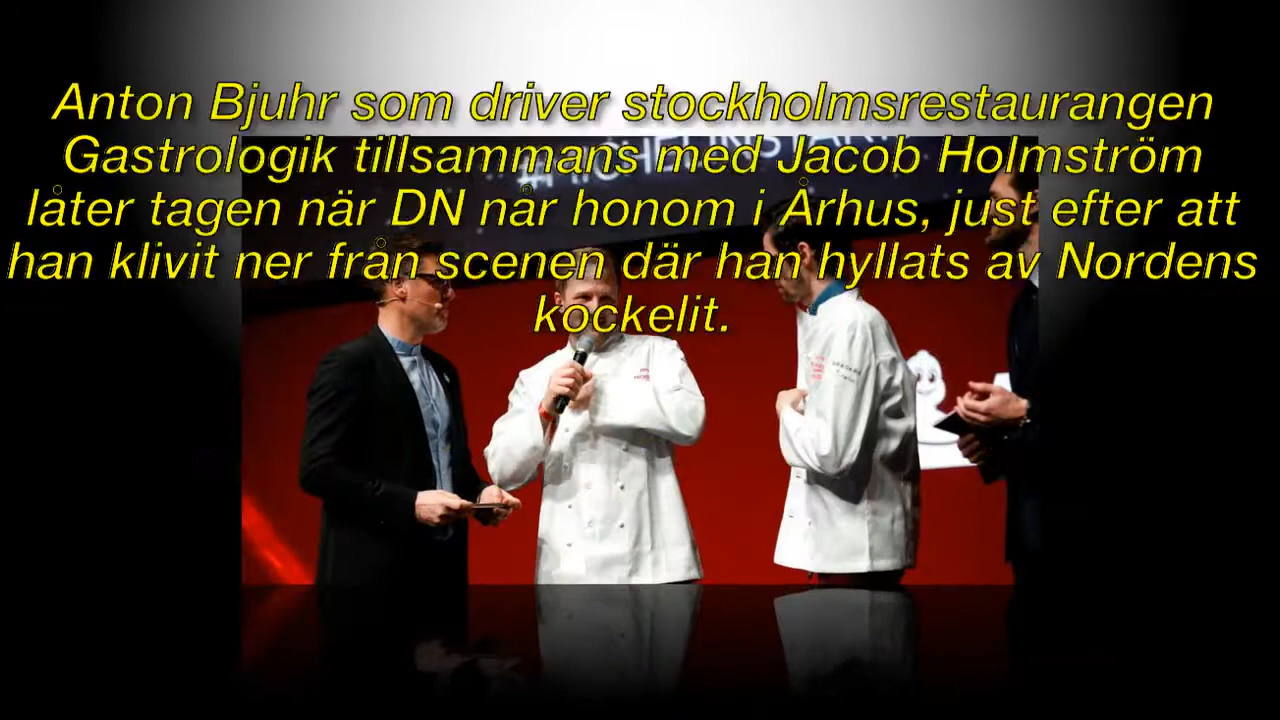 Anton Bjuhr som driver stockholmsrestaurangen
Gastrologik tillsammans med Jacob Holmström
låter tagen när DN når honom i Århus, just efter att
han klivit ner från scenen där han hyllats av Nordens
kockelit.